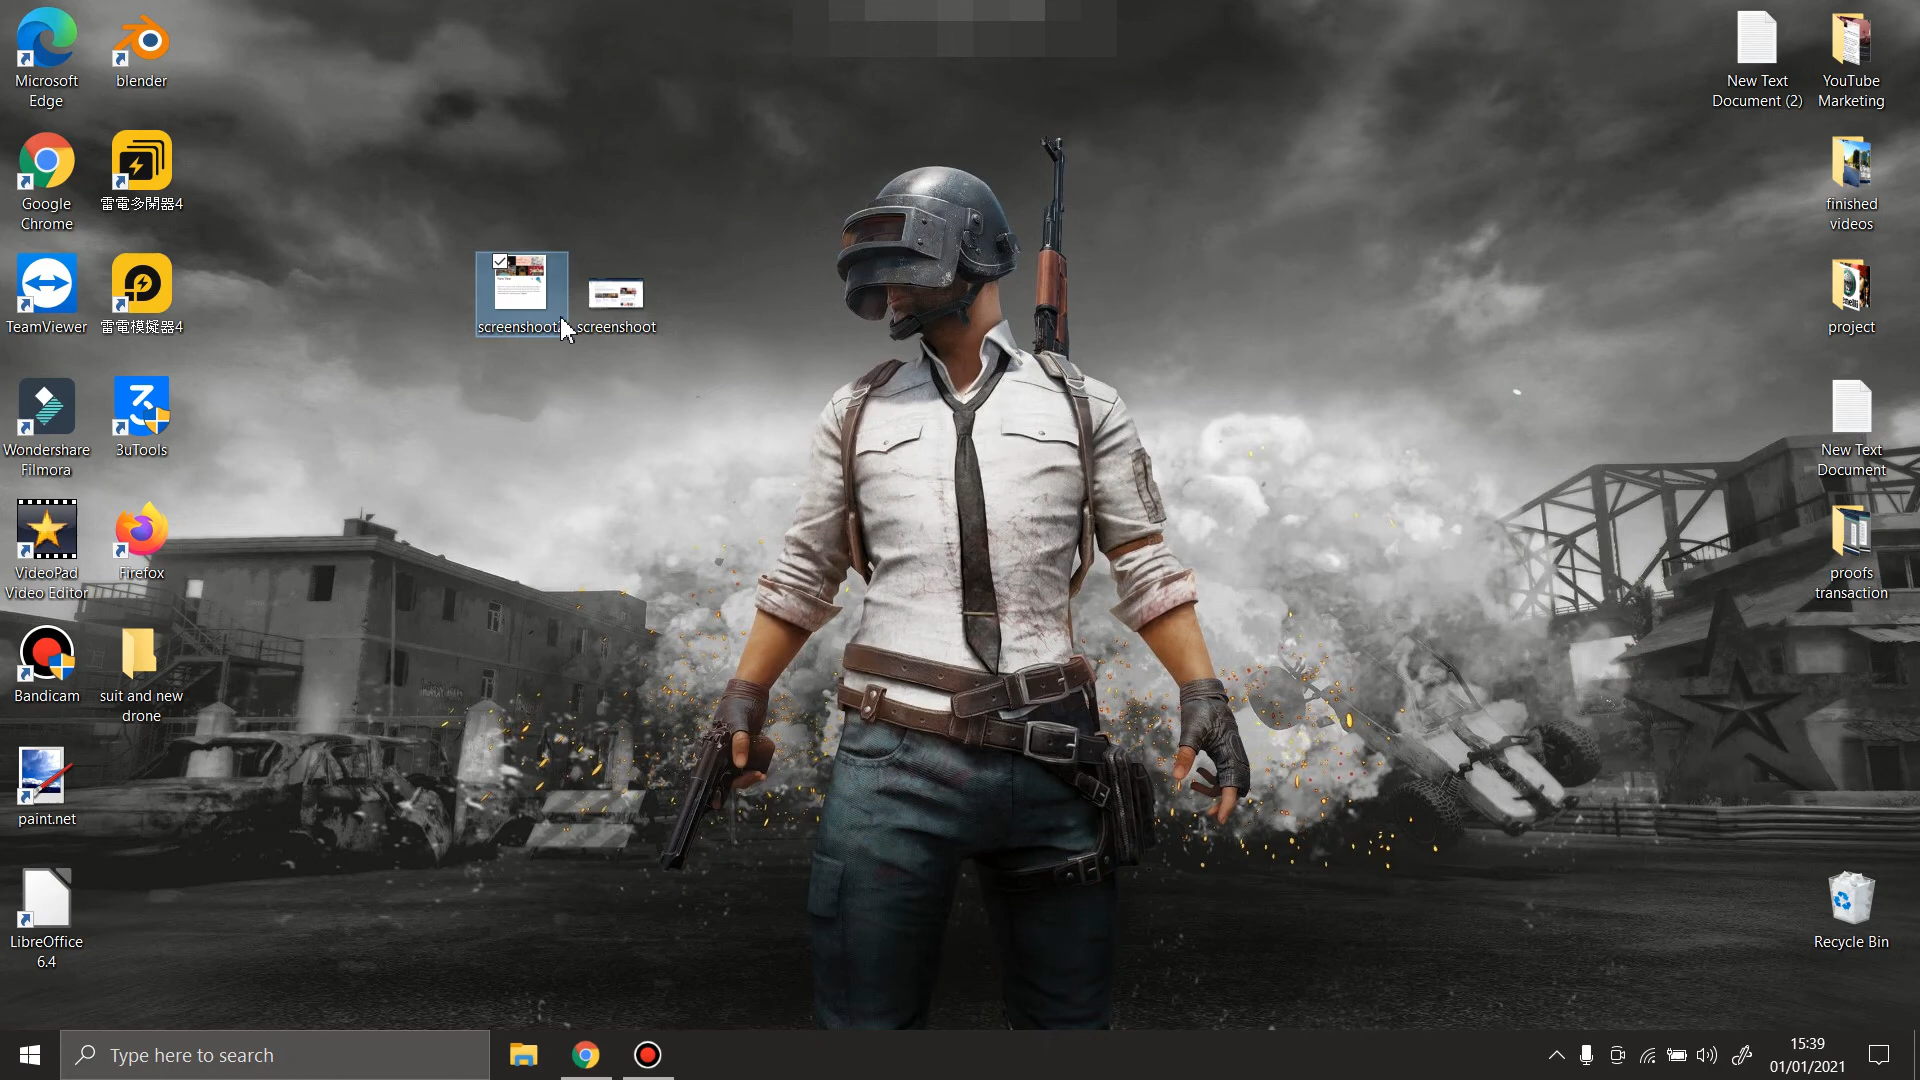 Microsoft
Edge
blender
Google
Chrome
雷電多開器4
TeamViewer
雷電模擬器4
Wondershare
Filmora
3uTools
VideoPad
Video Editor
Firefox
Bandicam
suit and new
drone
paint.net
LibreOffice
6.4
screenshoot
screenshoot
New Text
Document (2)
YouTube
Marketing
finished
videos
project
New Text
Document
proofs
transaction
Recycle Bin
Type here to search
15:39
01/01/2021